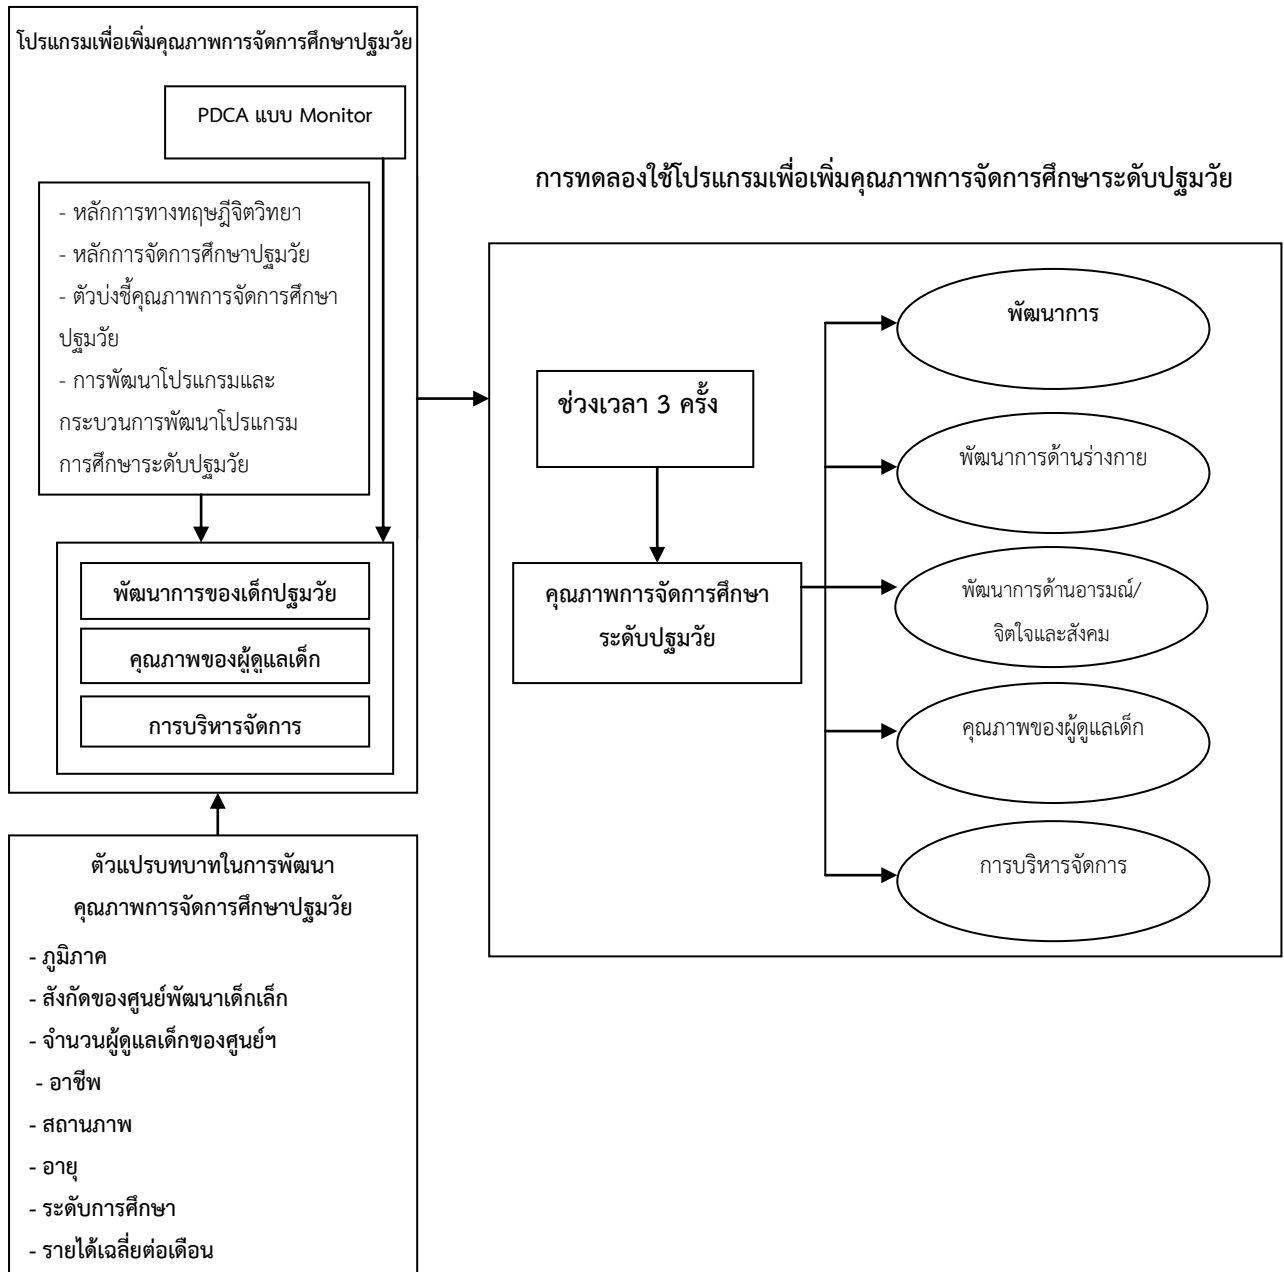 โปรแกรมเพื่อเพิ่มคุณภาพการจัดการศึกษาปฐมวัย
PDCA แบบ Monitor
- หลักการทางทฤษฎีจิตวิทยา
- หลักการจัดการศึกษาปฐมวัย
- ตัวบ่งชี้คุณภาพการจัดการศึกษา
ปฐมวัย
- การพัฒนาโปรแกรมและ
กระบวนการพัฒนาโปรแกรม
การศึกษาระดับปฐมวัย
พัฒนาการของเด็กปฐมวัย
คุณภาพของผู้ดูแลเด็ก
การบริหารจัดการ
ตัวแปรบทบาทในการพัฒนา
คุณภาพการจัดการศึกษาปฐมวัย
- ภูมิภาค
- สังกัดของศูนย์พัฒนาเด็กเล็ก
- จำนวนผู้ดูแลเด็กของศูนย์ฯ
- อาชีพ
- สถานภาพ
- อายุ
- ระดับการศึกษา
- รายได้เฉลี่ยต่อเดือน
การทดลองใช้โปรแกรมเพื่อเพิ่มคุณภาพการจัดการศึกษาระดับปฐมวัย
ช่วงเวลา 3 ครั้ง
คุณภาพการจัดการศึกษา
ระดับปฐมวัย
พัฒนาการ
พัฒนาการด้านร่างกาย
พัฒนาการด้านอารมณ์/
จิตใจและสังคม
คุณภาพของผู้ดูแลเด็ก
การบริหารจัดการ